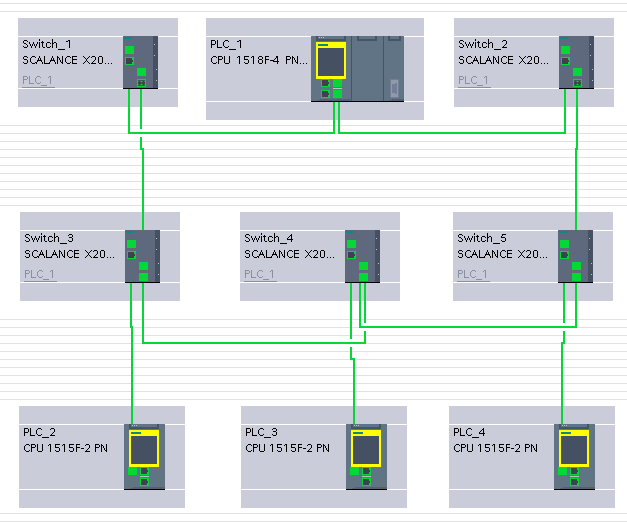 Switch_1
SCALANCE X20...
PLC_1
PLC_1
CPU 1518F-4 PN...
Switch_2
SCALANCE X20...
PLC_1
Switch_3
SCALANCE X20...
PLC_1
Switch_4
SCALANCE X20...
PLC_1
Switch_5
SCALANCE X20...
PLC_1
PLC_2
CPU 1515F-2 PN
PLC_3
CPU 1515F-2 PN
PLC_4
CPU 1515F-2 PN